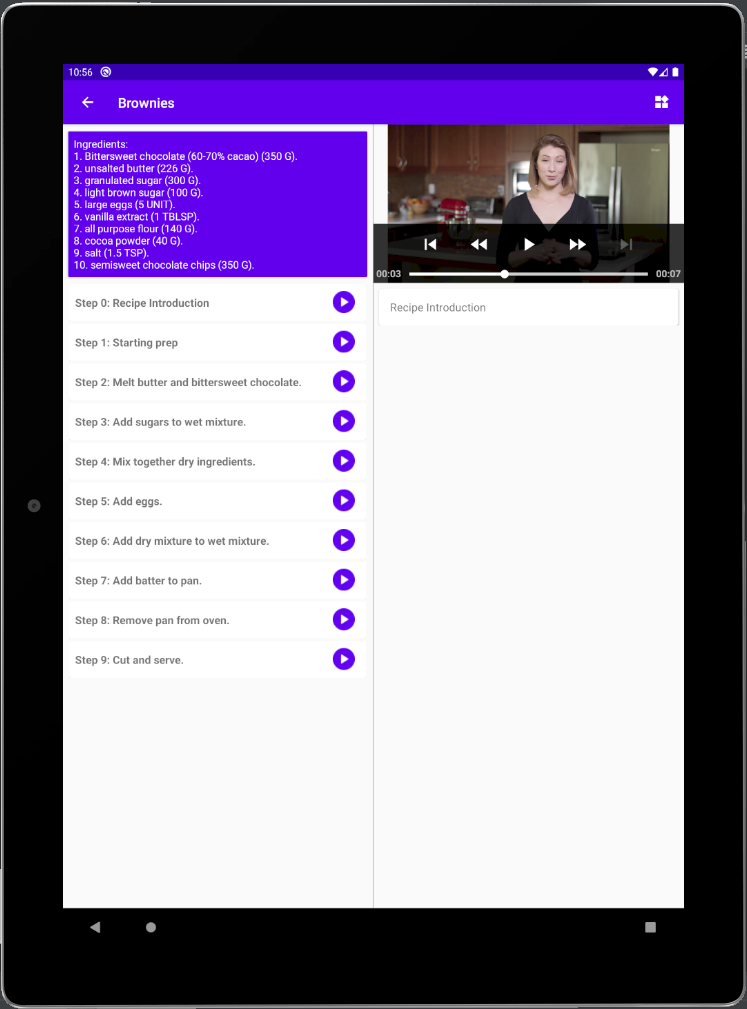 10:56
Brownies
Ingredients:
1. Bittersweet chocolate (60-70% cacao) (350 G).
2. unsalted butter (226 G).
3. granulated sugar (300 G).
4. light brown sugar (100 G).
5. large eggs (5 UNIT).
6. vanilla extract (1 TBLSP).
7. all purpose flour (140 G).
8. cocoa powder (40 G).
9. salt (1.5 TSP).
10. semisweet chocolate chips (350 G).
Step 0: Recipe Introduction
Step 1: Starting prep
Step 2: Melt butter and bittersweet chocolate.
Step 3: Add sugars to wet mixture.
Step 4: Mix together dry ingredients.
Step 5: Add eggs.
Step 6: Add dry mixture to wet mixture.
Step 7: Add batter to pan.
Step 8: Remove pan from oven.
Step 9: Cut and serve.
00:03
00:07
Recipe Introduction